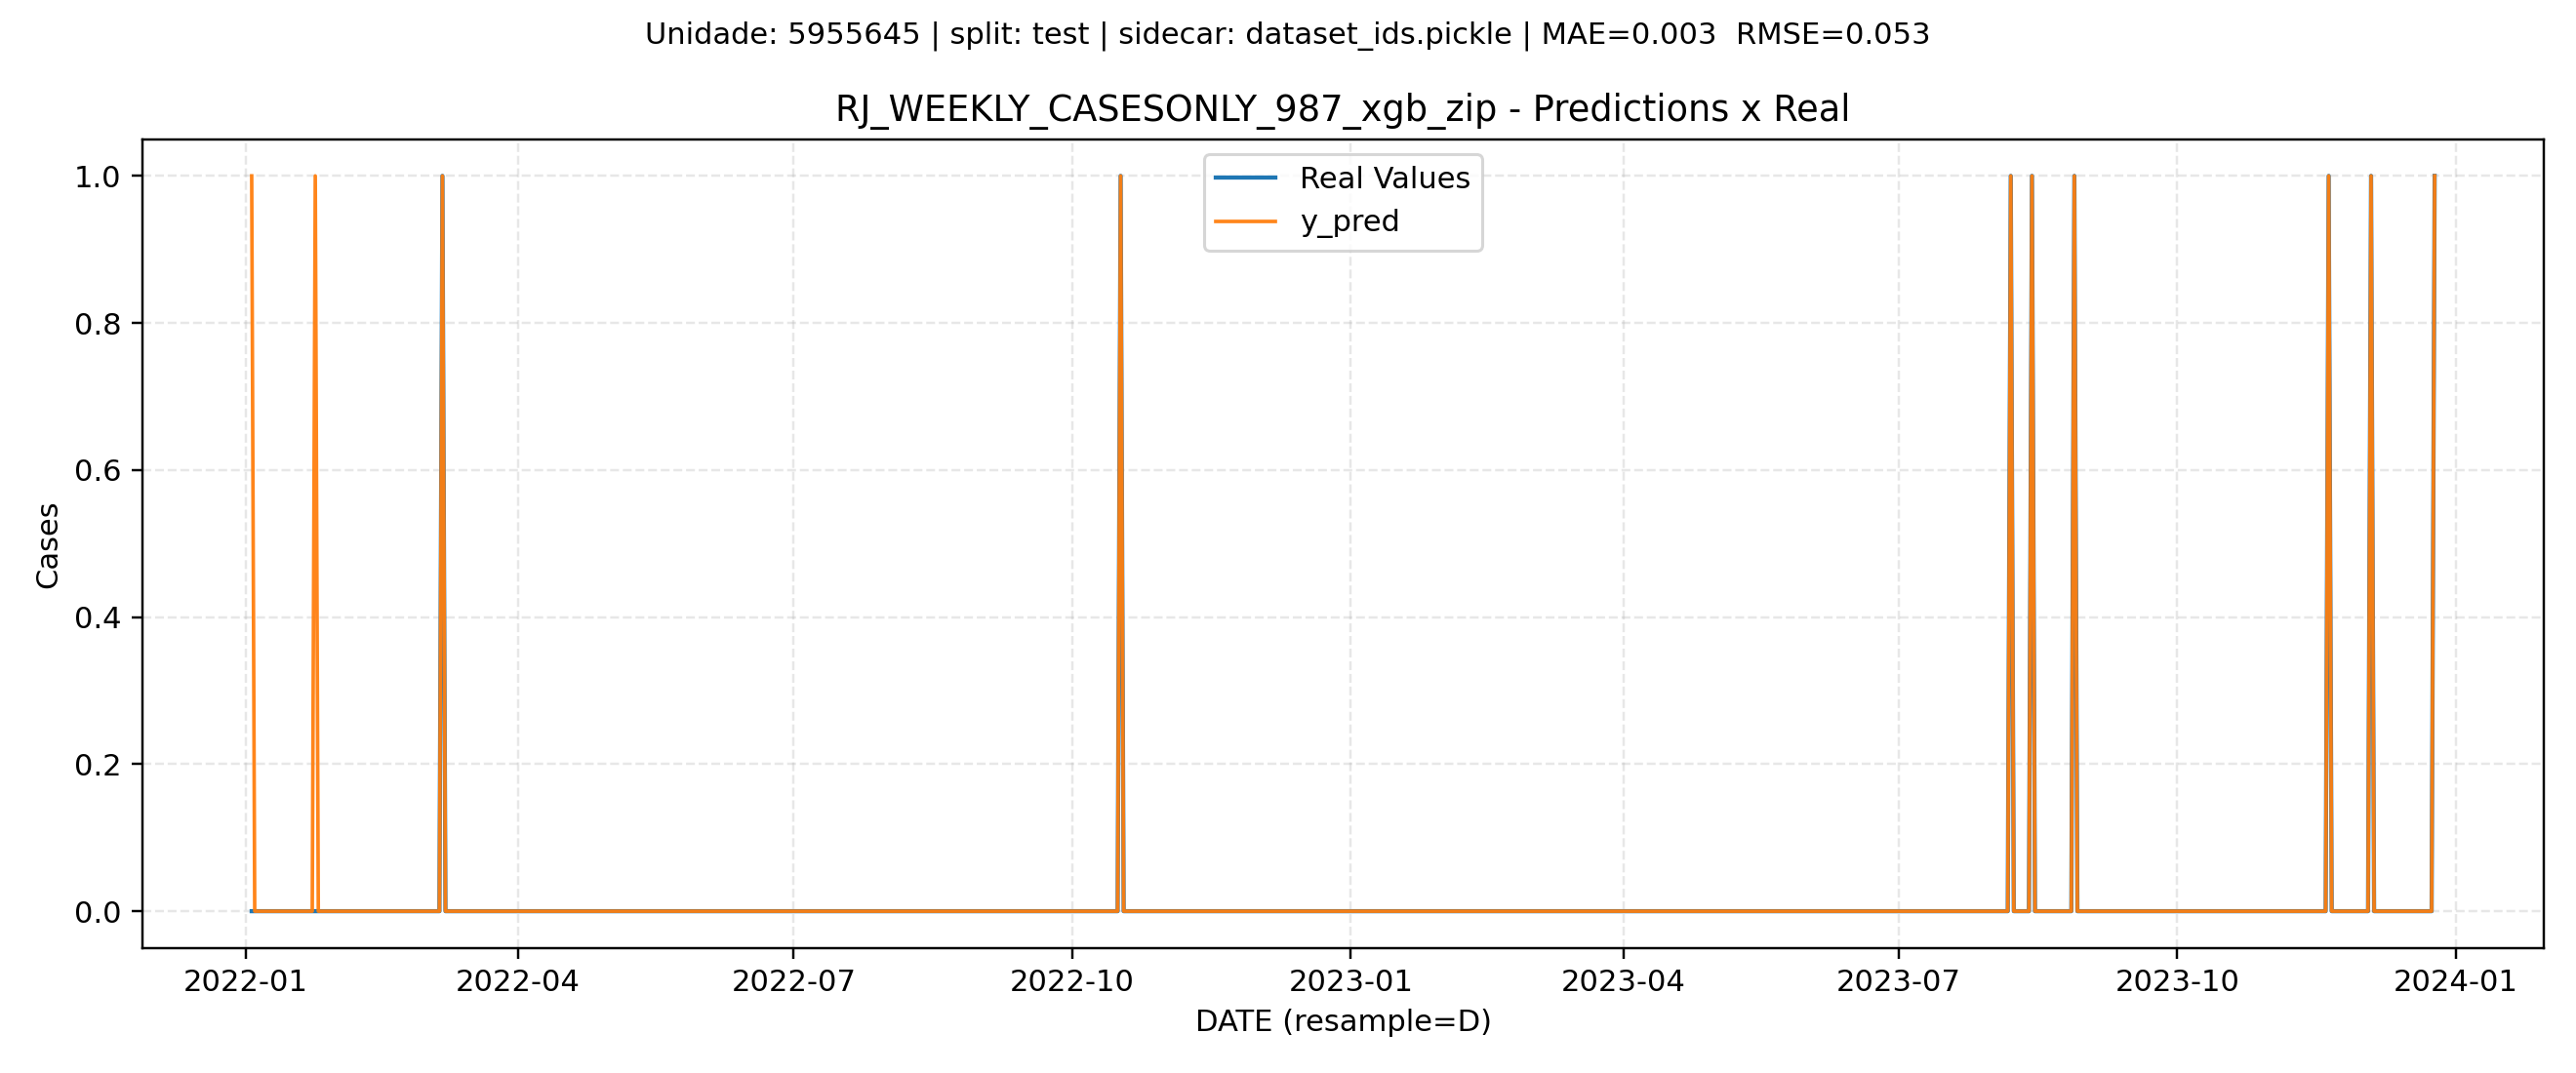 Unidade: 5955645 | split: test | sidecar: dataset_ids.pickle | MAE=0.003  RMSE=0.053
RJ_WEEKLY_CASESONLY_987_xgb_zip - Predictions x Real
Real Values
y_pred
Cases
1.0
0.8
0.6
0.4
0.2
0.0
2022-01 2022-04 2022-07 2022-10 2023-01 2023-04 2023-07 2023-10 2024-01
DATE (resample=D)